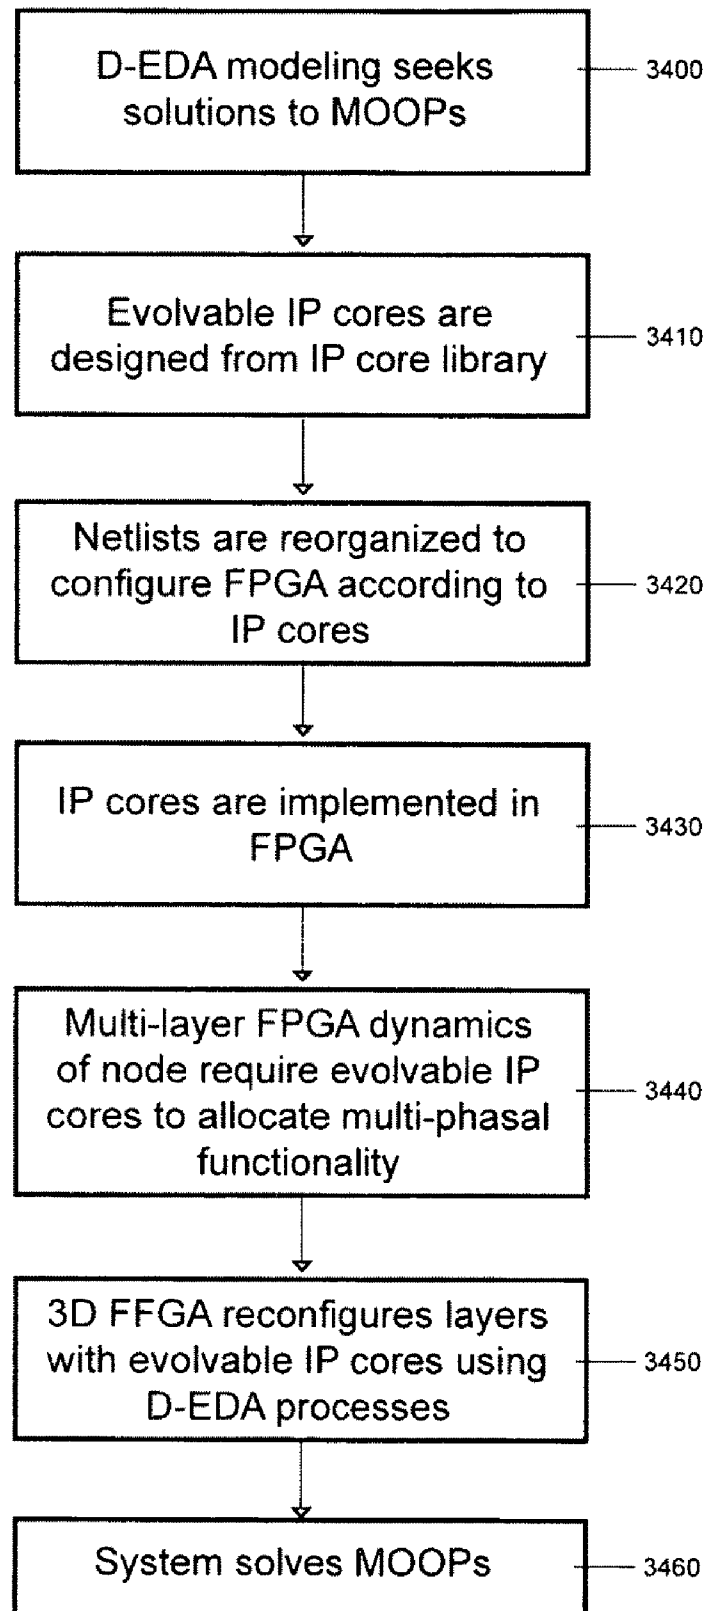 D-EDA modeling seeks
solutions to MOOPs
3400
Evolvable IP cores are
designed from IP core library
3410
Netlists are reorganized to
configure FPGA according to
IP cores
3420
IP cores are implemented in
FPGA
3430
Multi-layer FPGA dynamics
of node require evolvable IP
cores to allocate multi-phasal
functionality
3440
3D FFGA reconfigures layers
with evolvable IP cores using
D-EDA processes
3450
System solves MOOPs
3460